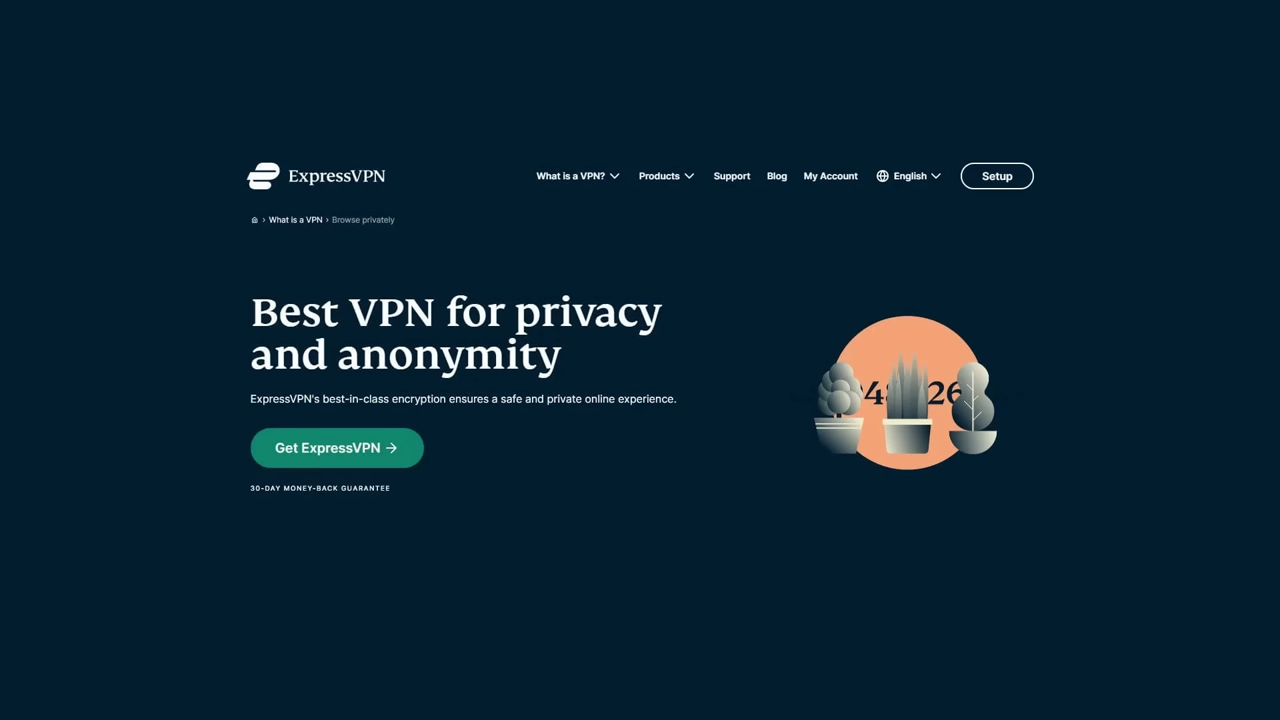 ExpressVPN
What is a VPN? Products Support Blog My Account English Setup
What is a VPN › Browse privately
Best VPN for privacy
and anonymity
ExpressVPN's best-in-class encryption ensures a safe and private online experience.
Get ExpressVPN →
30-DAY MONEY-BACK GUARANTEE